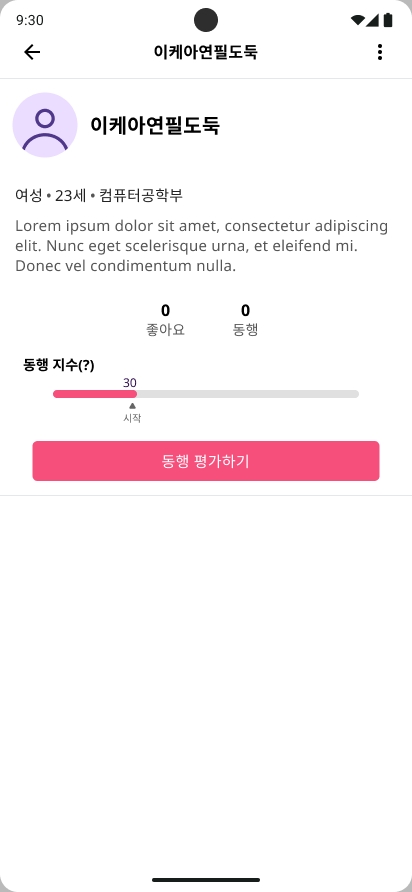 9:30
이케아연필도둑
이케아연필도둑
여성 • 23세 • 컴퓨터공학부
Lorem ipsum dolor sit amet, consectetur adipiscing
elit. Nunc eget scelerisque urna, et eleifend mi.
Donec vel condimentum nulla.
0 0
좋아요 동행
동행 지수(?)
30
시작
동행 평가하기